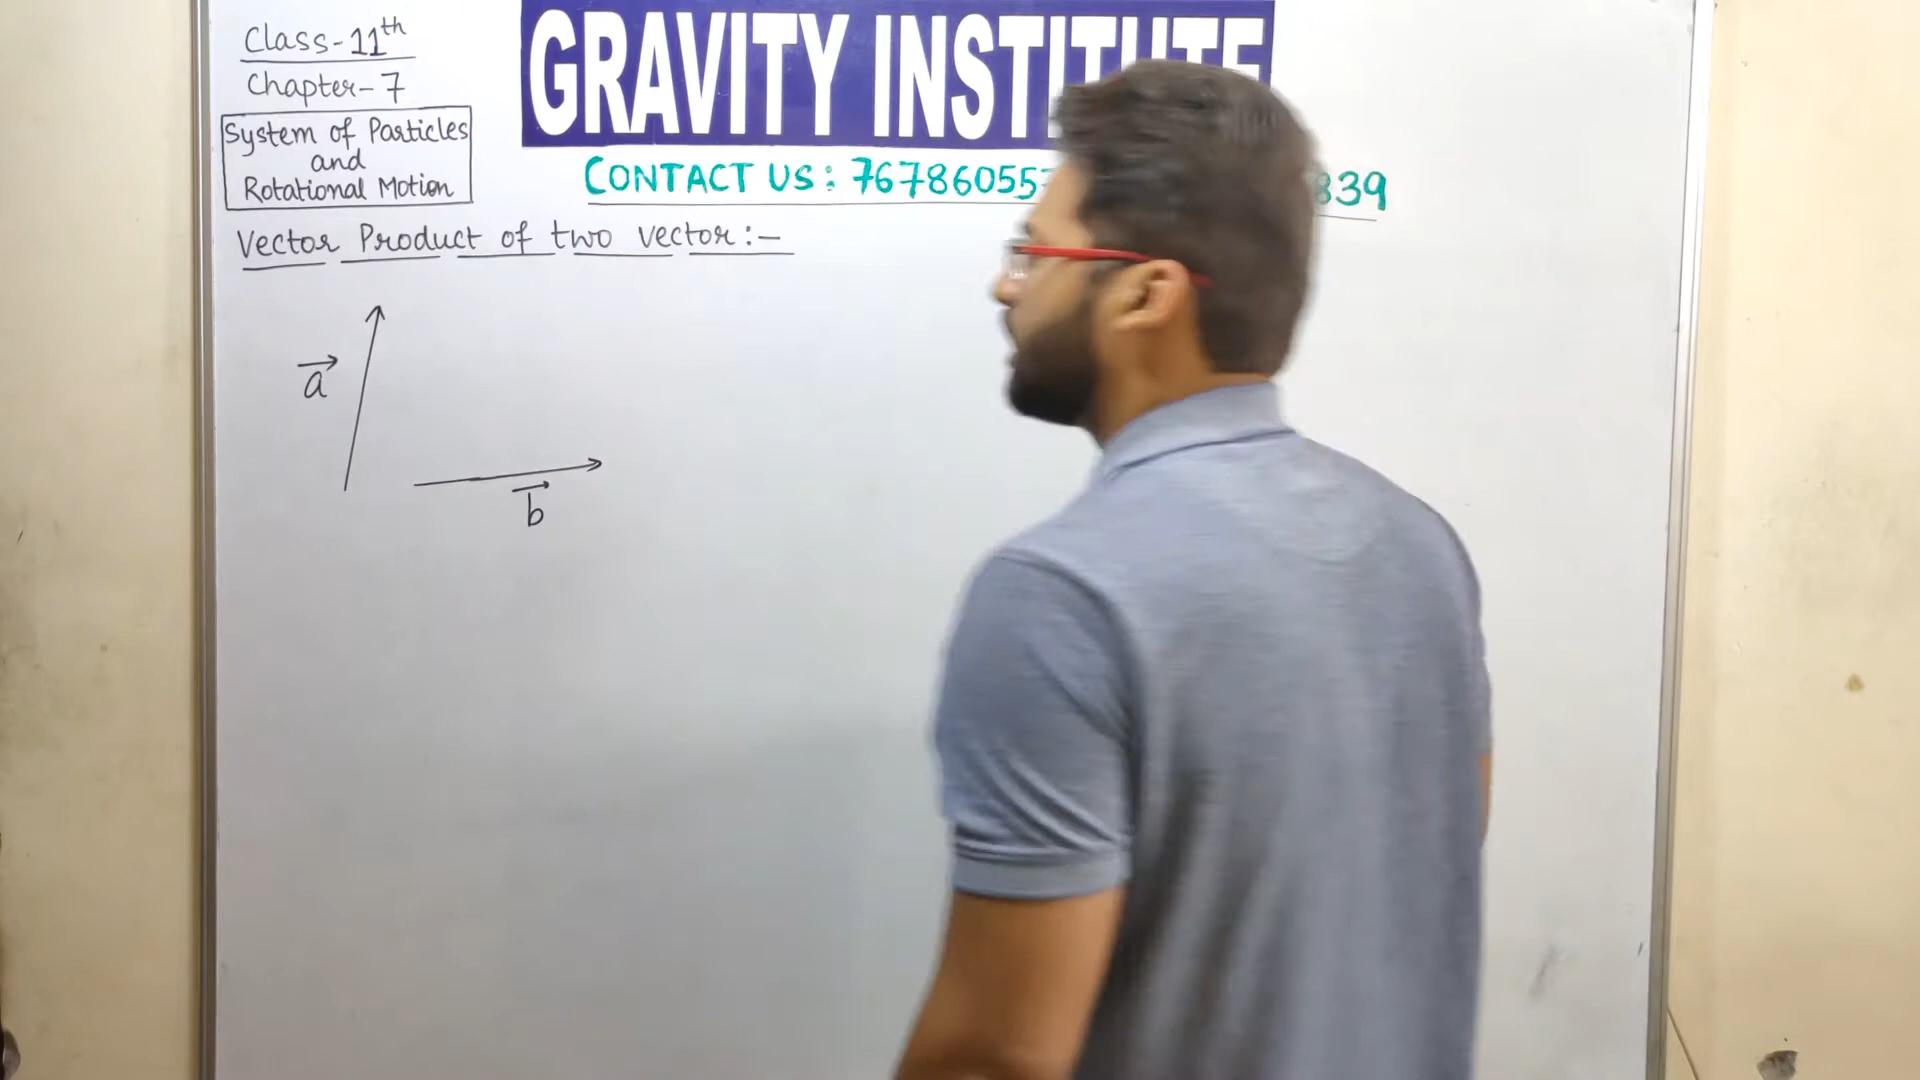 Class-11th
Chapter-7
System of Particles
and
Rotational Motion
GRAVITY INSTITUTE
CONTACT US: 76786055 839
Vector Product of two vector:-
a
b